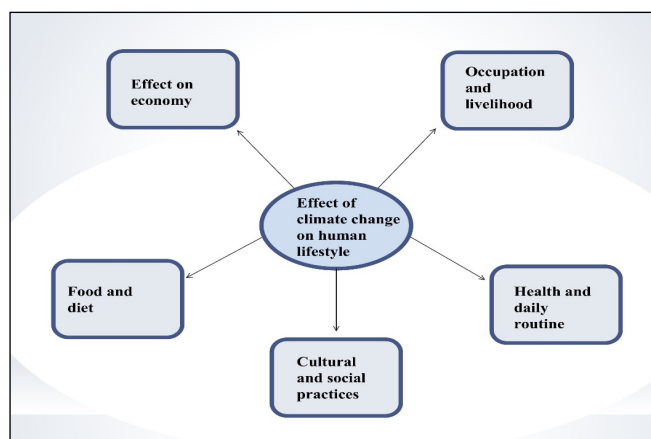 Effect on
economy
Occupation
and
livelihood
Effect of
climate change
on human
lifestyle
Food and
diet
Health and
daily
routine
Cultural
and social
practices